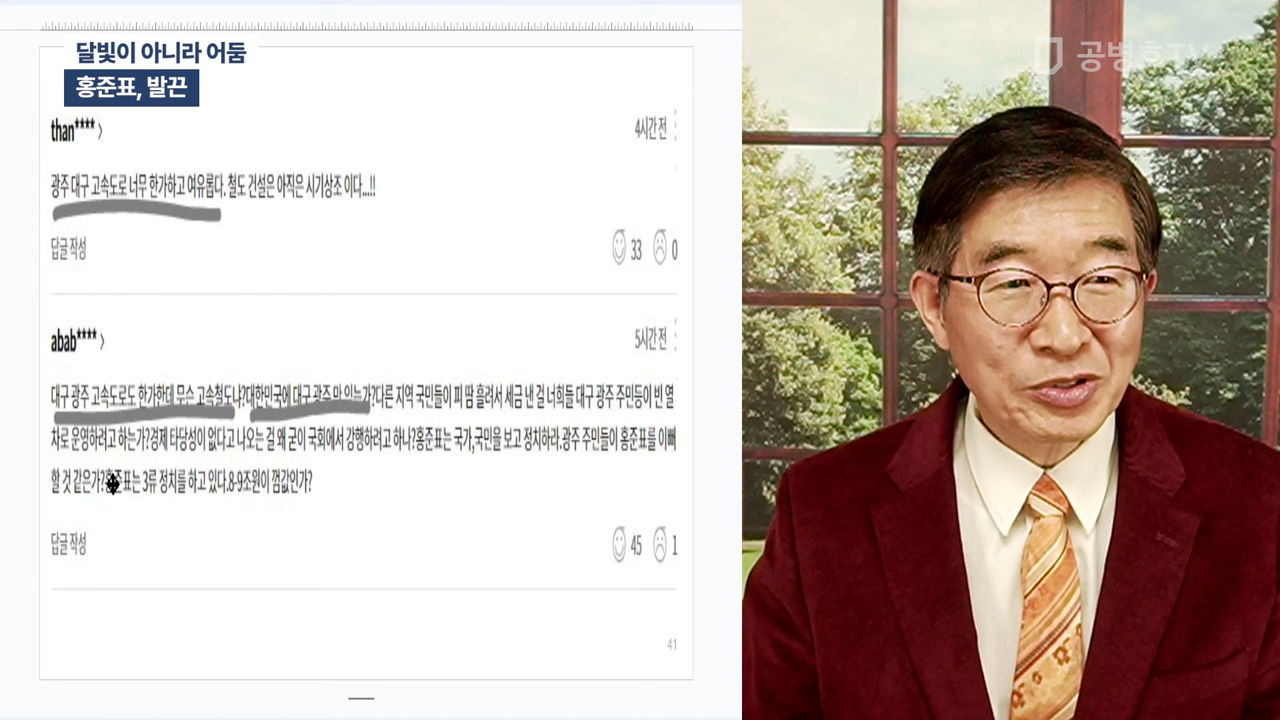 달빛이 아니라 어둠
홍준표, 발끈
공병호TV
than**** 〉
4시간 전
광주 대구 고속도로 너무 한가하고 여유롭다. 철도 건설은 아직은 시기상조 이다...!!
답글 작성
33
0
abab**** 〉
5시간 전
대구 광주 고속도로도 한가한데 무슨 고속철도냐?대한민국에 대구 광주 만 있는가?다른 지역 국민들이 피 땀 흘려서 세금 낸 걸 너희들 대구 광주 주민등이 빈 열
차로 운영하려고 하는가?경제 타당성이 없다고 나오는 걸 왜 굳이 국회에서 강행하려고 하나?홍준표는 국가,국민을 보고 정치하라.광주 주민들이 홍준표를 이뻐
할 것 같은가?홍준표는 3류 정치를 하고 있다.8-9조원이 껌값인가?
답글 작성
45
1
41